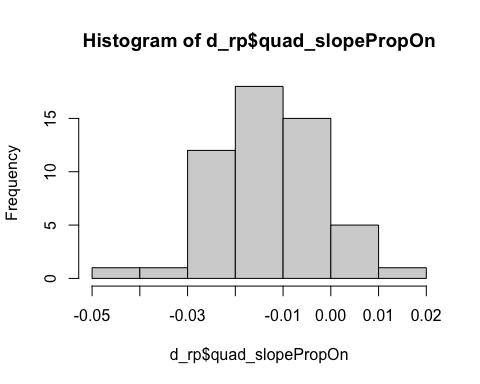 Histogram of d_rp$quad_slopePropOn
Frequency
15
10
5
0
-0.05 -0.03 -0.01 0.00 0.01 0.02
d_rp$quad_slopePropOn